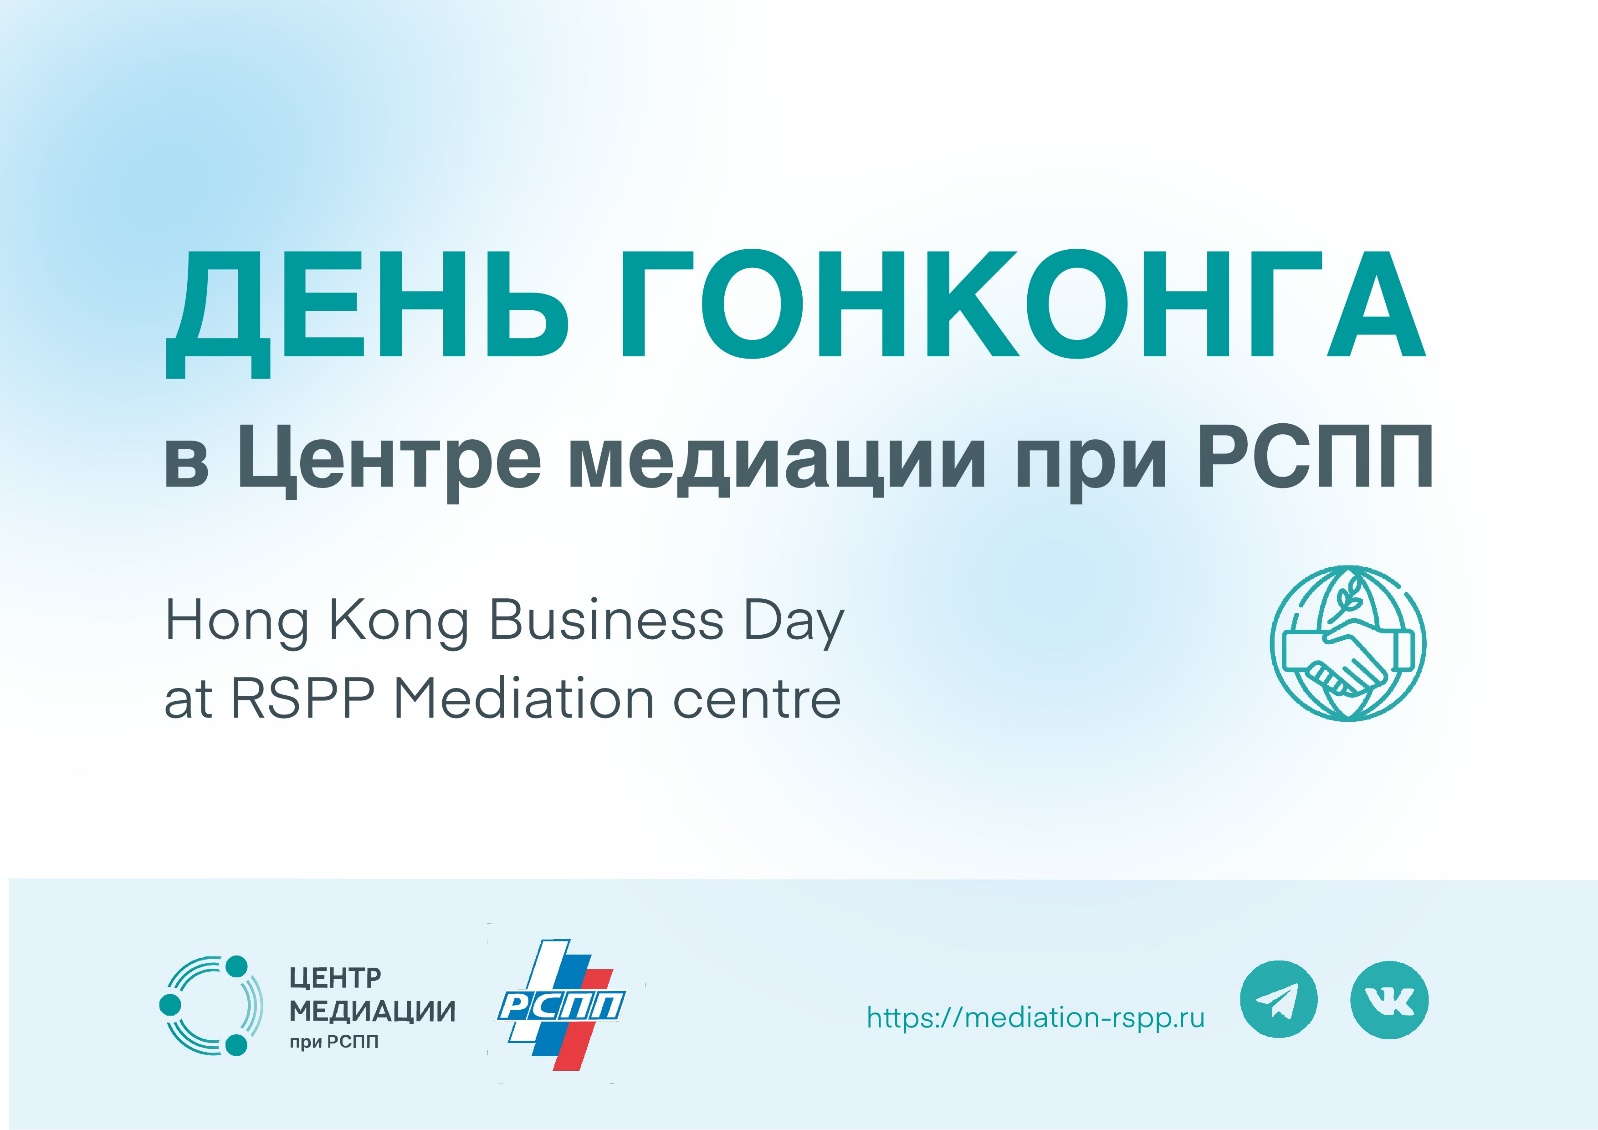 ДЕНЬ ГОНКОНГА
в Центре медиации при РСПП
Hong Kong Business Day
at RSPP Mediation centre
ЦЕНТР
МЕДИАЦИИ
при РСПП
РСПП
https://mediation-rspp.ru